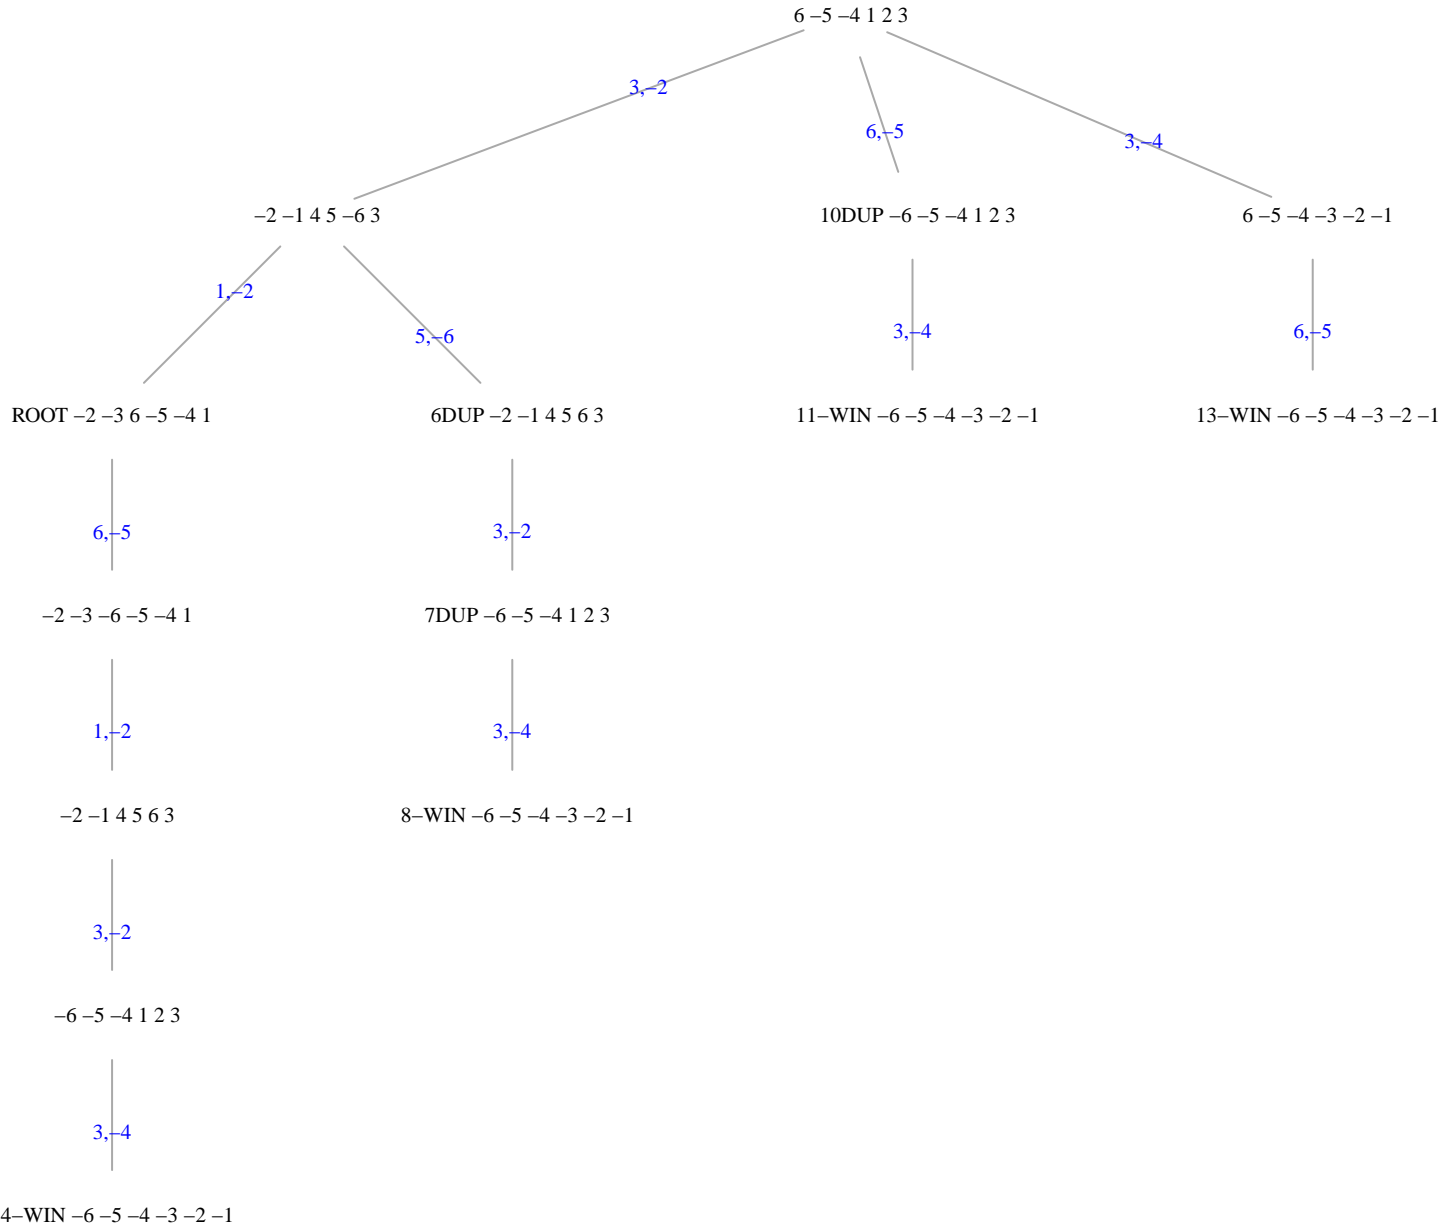 6 –5 –4 1 2 3
3,–2
6,–5
3,–4
–2 –1 4 5 –6 3
10DUP –6 –5 –4 1 2 3
6 –5 –4 –3 –2 –1
1,–2
5,–6
3,–4
6,–5
ROOT –2 –3 6 –5 –4 1
6DUP –2 –1 4 5 6 3
11–WIN –6 –5 –4 –3 –2 –1
13–WIN –6 –5 –4 –3 –2 –1
6,–5
3,–2
–2 –3 –6 –5 –4 1
7DUP –6 –5 –4 1 2 3
1,–2
3,–4
–2 –1 4 5 6 3
8–WIN –6 –5 –4 –3 –2 –1
3,–2
–6 –5 –4 1 2 3
3,–4
4–WIN –6 –5 –4 –3 –2 –1